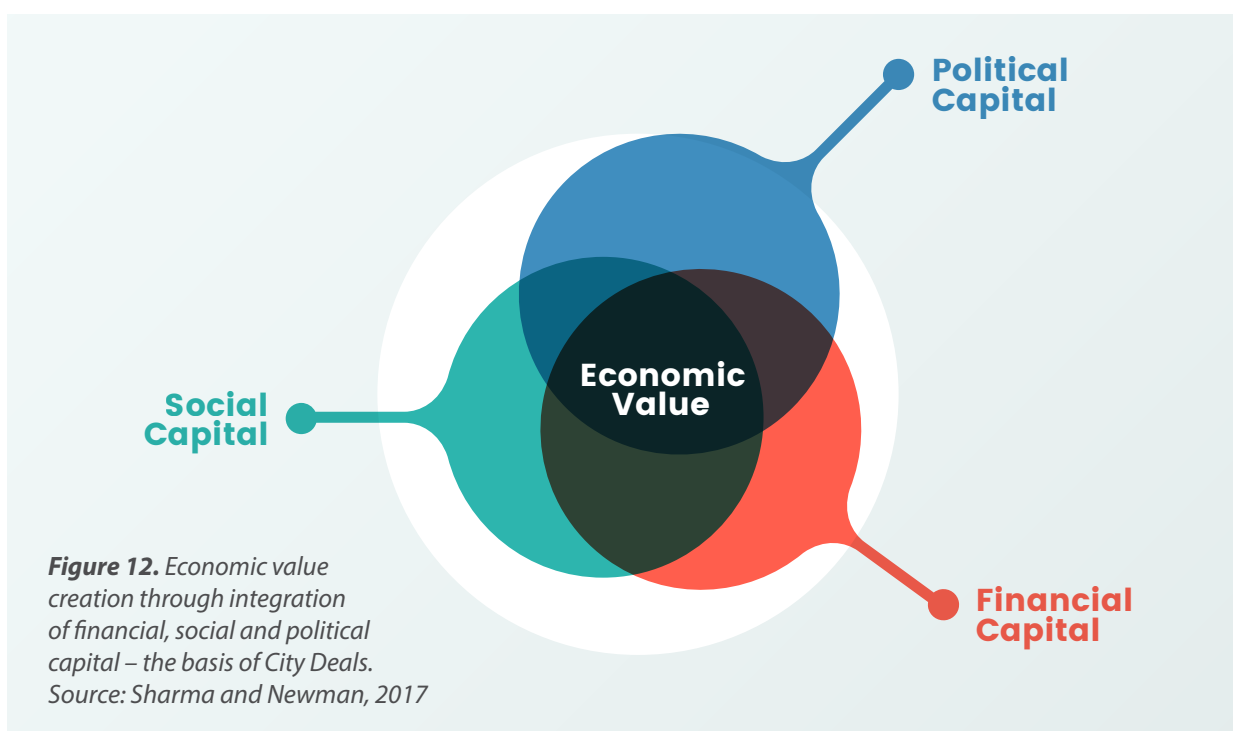 Political
Capital
Economic
Value
Social
Capital
Figure 12. Economic value
creation through integration
of financial, social and political
capital – the basis of City Deals.
Source: Sharma and Newman, 2017
Financial
Capital